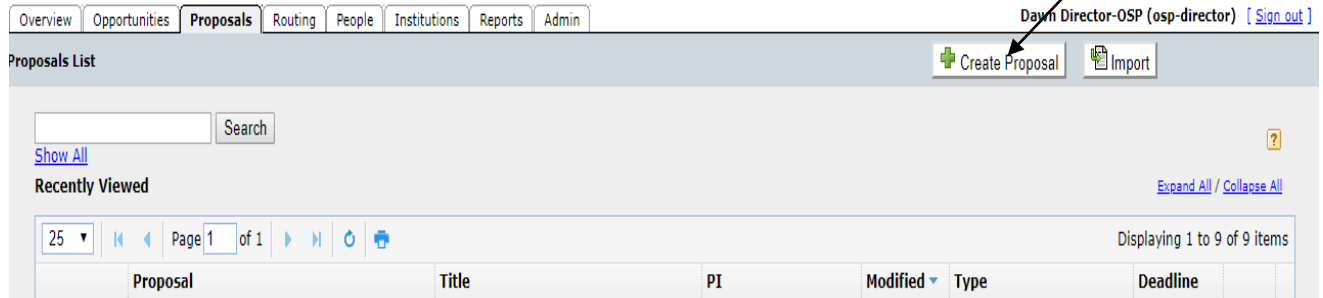 Overview Opportunities Proposals Routing People Institutions Reports Admin Dawn Director-OSP (osp-director) [ Sign out ]
Proposals List Create Proposal Import
Search
?
Show All
Recently Viewed Expand All / Collapse All
25 Page 1 of 1 Displaying 1 to 9 of 9 items
Proposal Title PI Modified Type Deadline